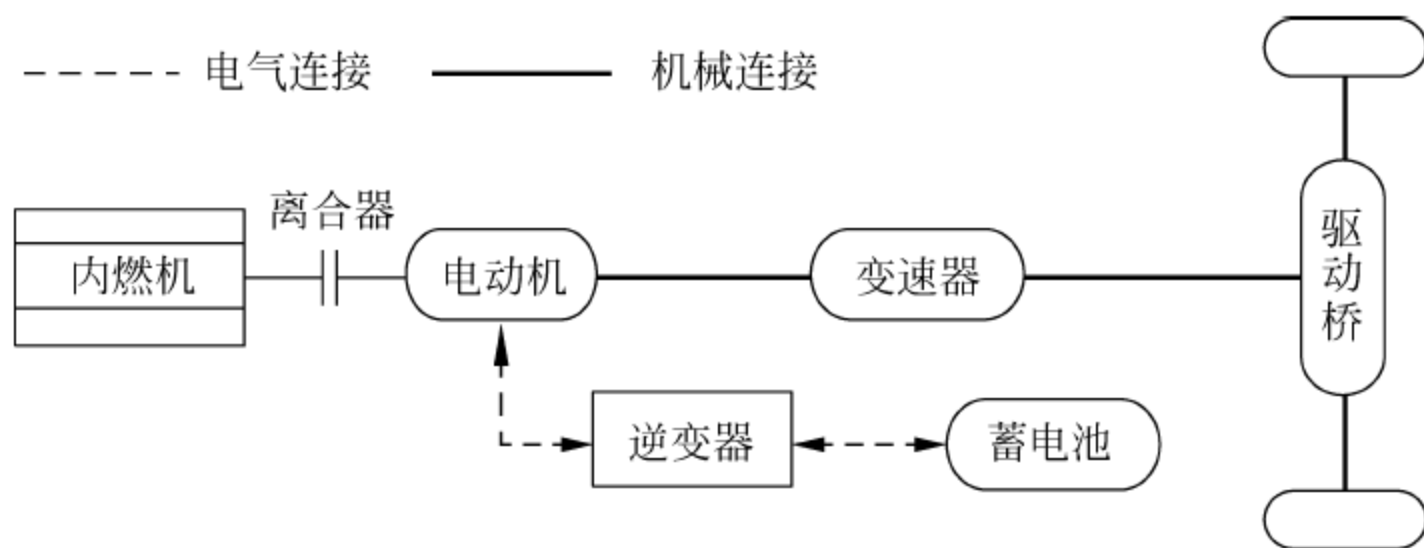 电气连接
机械连接
离合器
内燃机
电动机
变速器
驱动桥
逆变器
蓄电池